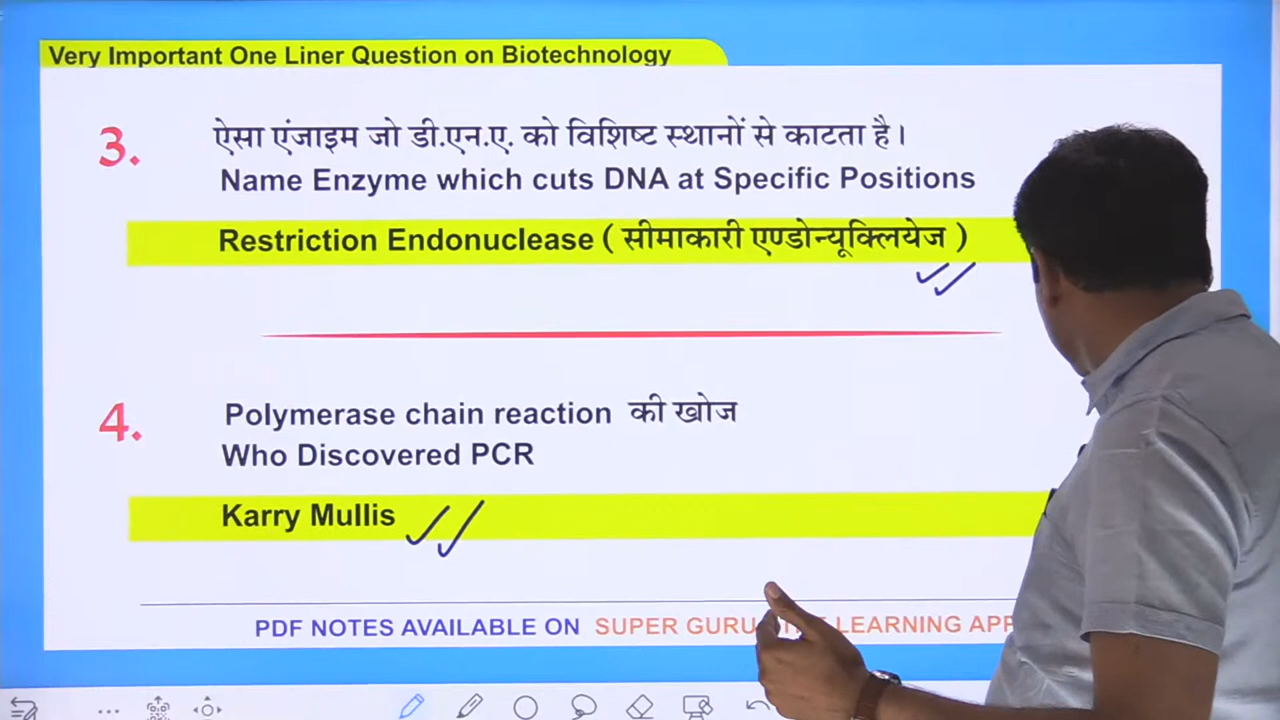 Very Important One Liner Question on Biotechnology
3.
ऐसा एंजाइम जो डी.एन.ए. को विशिष्ट स्थानों से काटता है।
Name Enzyme which cuts DNA at Specific Positions
Restriction Endonuclease ( सीमाकारी एण्डोन्यूक्लियेज )
4.
Polymerase chain reaction की खोज
Who Discovered PCR
Karry Mullis
PDF NOTES AVAILABLE ON SUPER GURU LEARNING APP